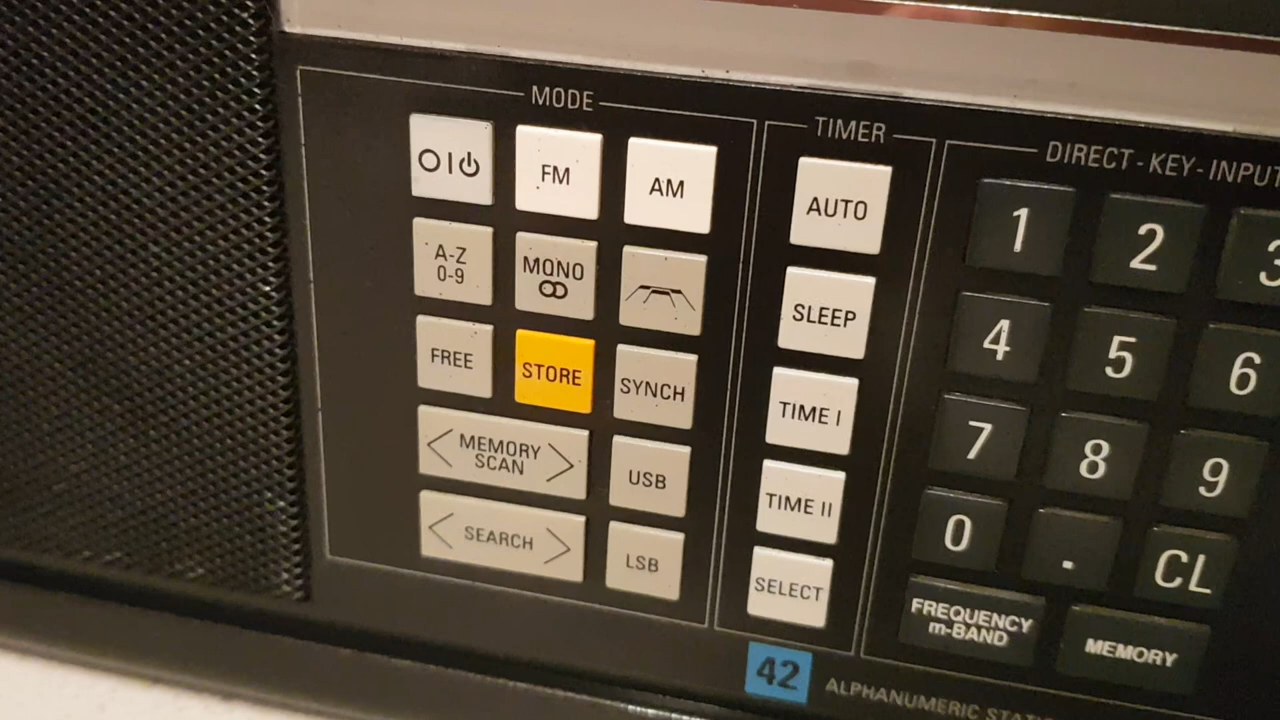 MODE
FM
AM
A-Z
0-9
MONO
FREE
STORE
SYNCH
MEMORY
SCAN
USB
SEARCH
LSB
TIMER
AUTO
SLEEP
TIME I
TIME II
SELECT
DIRECT-KEY-INPUT
1 2 3
4 5 6
7 8 9
0 . CL
FREQUENCY
m-BAND
MEMORY
42 ALPHANUMERIC